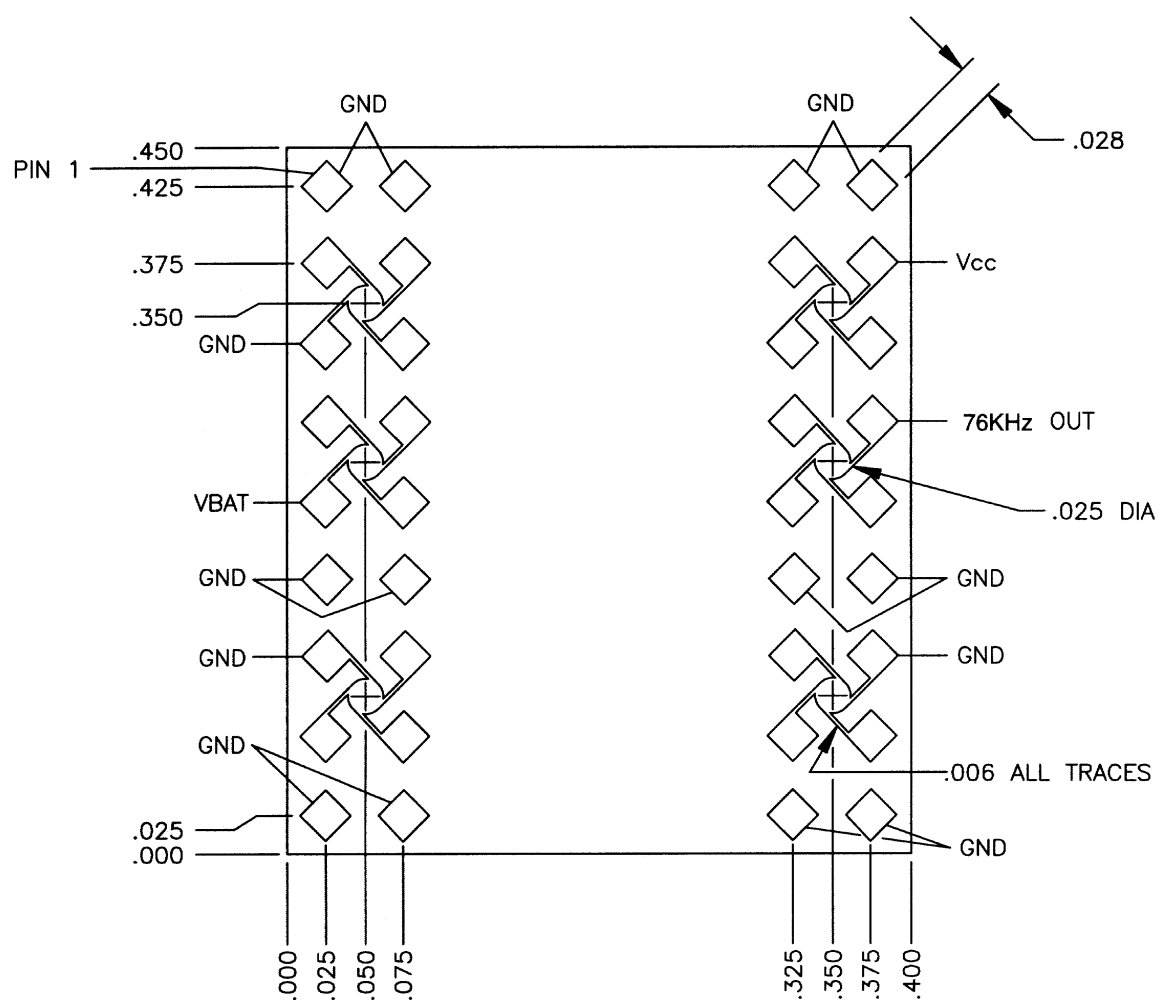 GND
GND
.028
.450
PIN 1
.425
.375
Vcc
.350
GND
76KHz OUT
VBAT
.025 DIA
GND
GND
GND
GND
GND
.006 ALL TRACES
.025
.000
GND
.000
.025
.050
.075
.325
.350
.375
.400